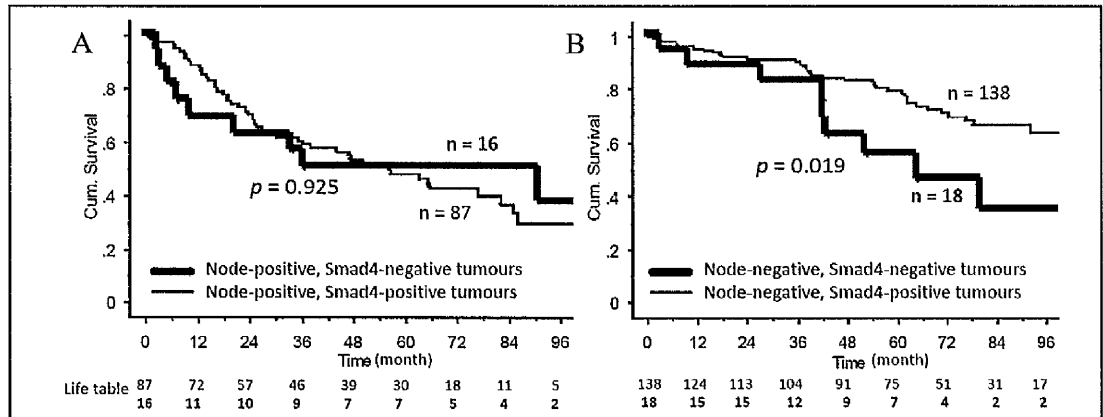 A
Cum. Survival
.8
.6
.4
.2
0
n = 16
p = 0.925
n = 87
Node-positive, Smad4-negative tumours
Node-positive, Smad4-positive tumours
0 12 24 36 48 60 72 84 96
Time (month)
B
Cum. Survival
1
.8
.6
.4
.2
0
n = 138
p = 0.019
n = 18
Node-negative, Smad4-negative tumours
Node-negative, Smad4-positive tumours
0 12 24 36 48 60 72 84 96
Time (month)
Life table 87 72 57 46 39 30 18 11 5
16 11 10 9 7 7 5 4 2
138 124 113 104 91 75 51 31 17
18 15 15 12 9 7 4 2 2